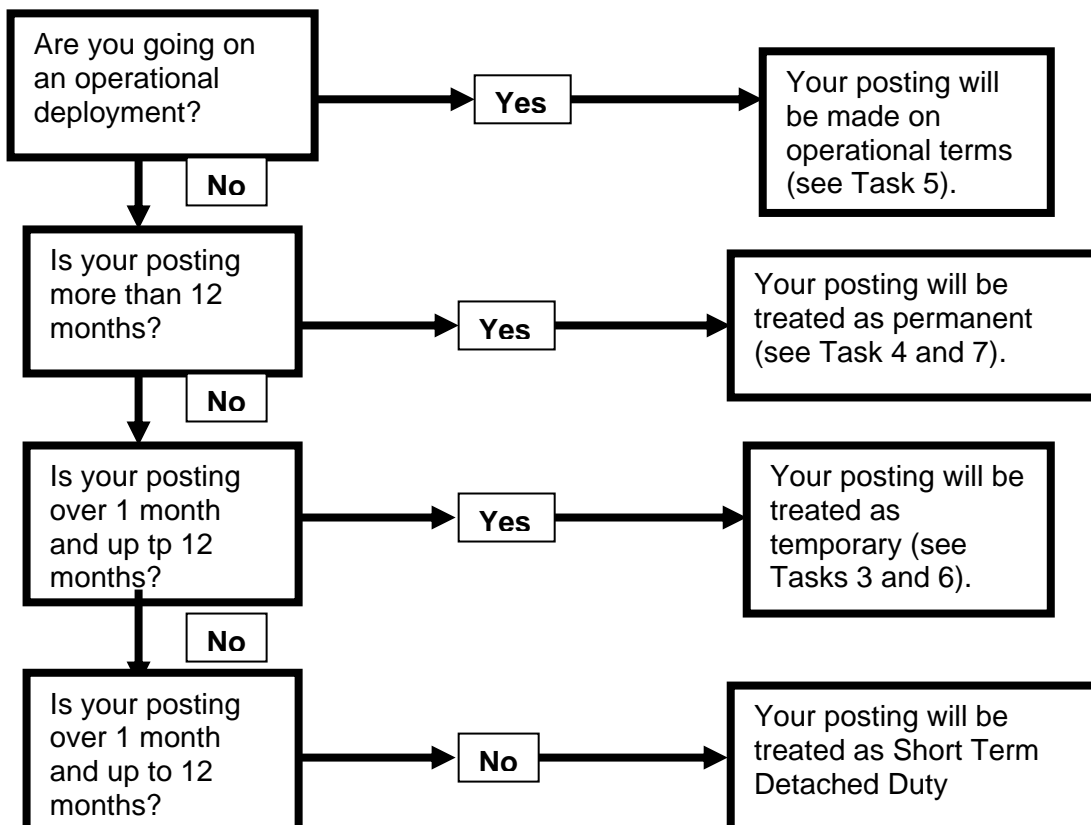 Are you going on
an operational
deployment?
Yes
Your posting will
be made on
operational terms
(see Task 5).
No
Is your posting
more than 12
months?
Yes
Your posting will be
treated as permanent
(see Task 4 and 7).
No
Is your posting
over 1 month
and up tp 12
months?
Yes
Your posting will be
treated as
temporary (see
Tasks 3 and 6).
No
Is your posting
over 1 month
and up to 12
months?
No
Your posting will be
treated as Short Term
Detached Duty